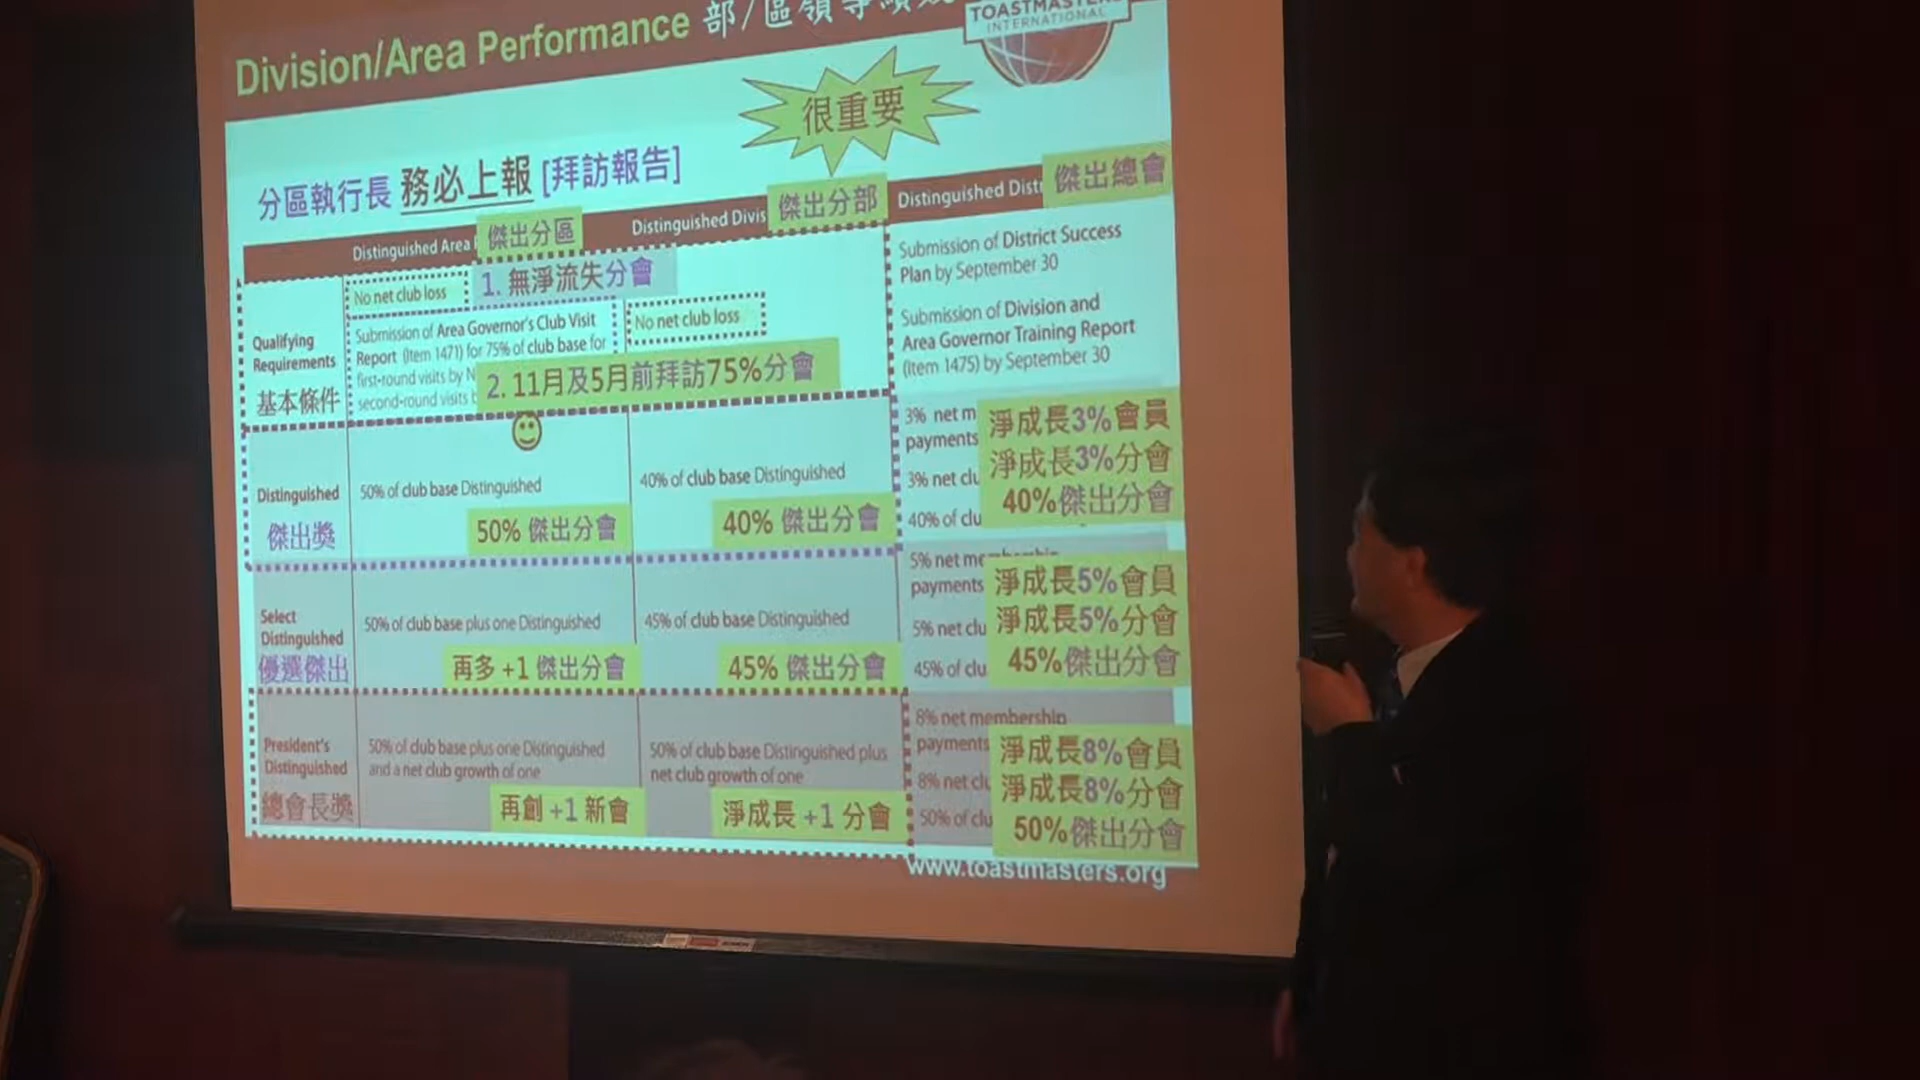 Division/Area Performance 部/區領導績效
TOASTMASTERS
INTERNATIONAL
很重要
分區執行長 務必上報 [拜訪報告]
Distinguished Area
傑出分區
Distinguished Divis
傑出分部
Distinguished Distr
傑出總會
Qualifying
Requirements
基本條件
No net club loss
1. 無淨流失分會
Submission of Area Governor's Club Visit
Report (Item 1471) for 75% of club base for
first-round visits by N
second-round visits b
No net club loss
2. 11月及5月前拜訪75%分會
Submission of District Success
Plan by September 30
Submission of Division and
Area Governor Training Report
(Item 1475) by September 30
Distinguished
傑出獎
50% of club base Distinguished
50% 傑出分會
40% of club base Distinguished
40% 傑出分會
3% net m
payments
3% net clu
40% of clu
淨成長3%會員
淨成長3%分會
40%傑出分會
Select
Distinguished
優選傑出
50% of club base plus one Distinguished
再多 +1 傑出分會
45% of club base Distinguished
45% 傑出分會
5% net membership
payments
5% net clu
45% of clu
淨成長5%會員
淨成長5%分會
45%傑出分會
President's
Distinguished
總會長獎
50% of club base plus one Distinguished
and a net club growth of one
再創 +1 新會
50% of club base Distinguished plus
net club growth of one
淨成長 +1 分會
8% net membership
payments
8% net clu
50% of clu
淨成長8%會員
淨成長8%分會
50%傑出分會
www.toastmasters.org